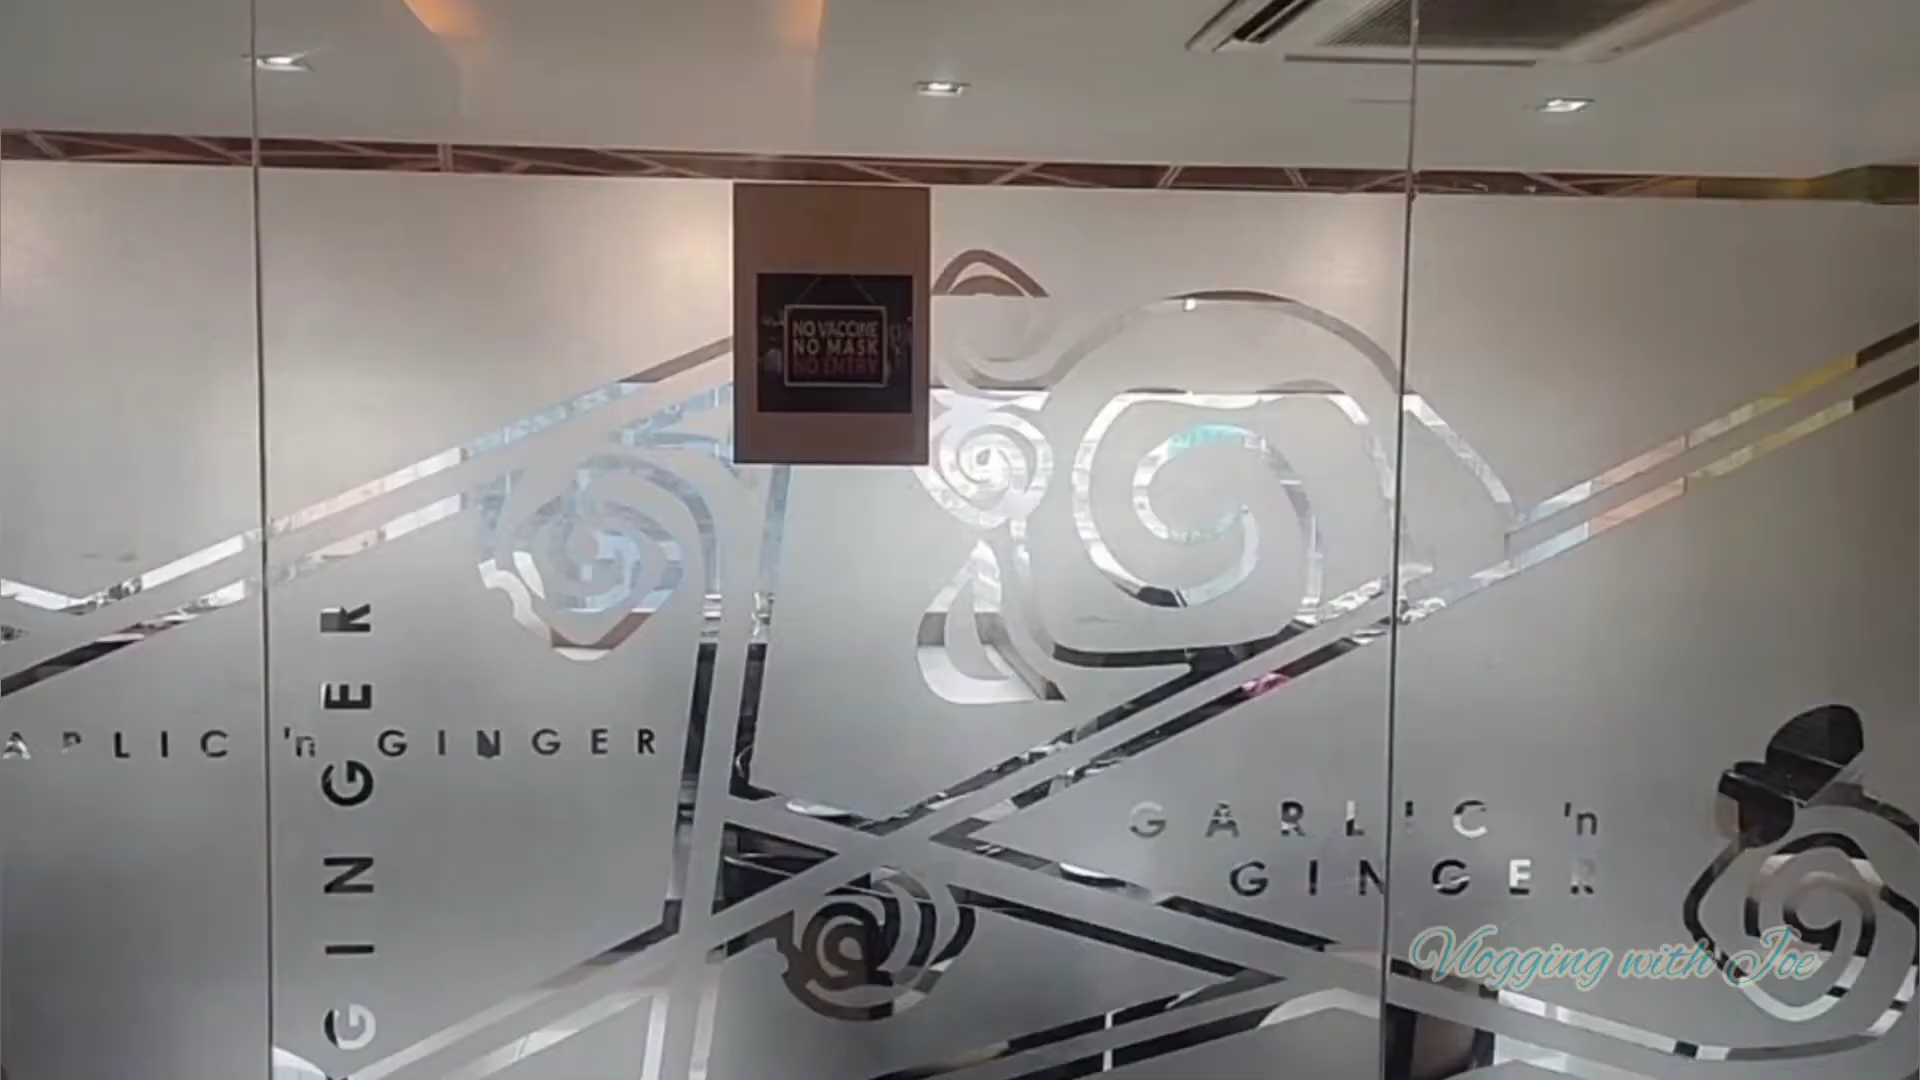 NO VACCINE
NO MASK
NO ENTRY
GINGER
ARLIC 'n GINGER
GARLIC 'n
GINGER
Vlogging with Joe